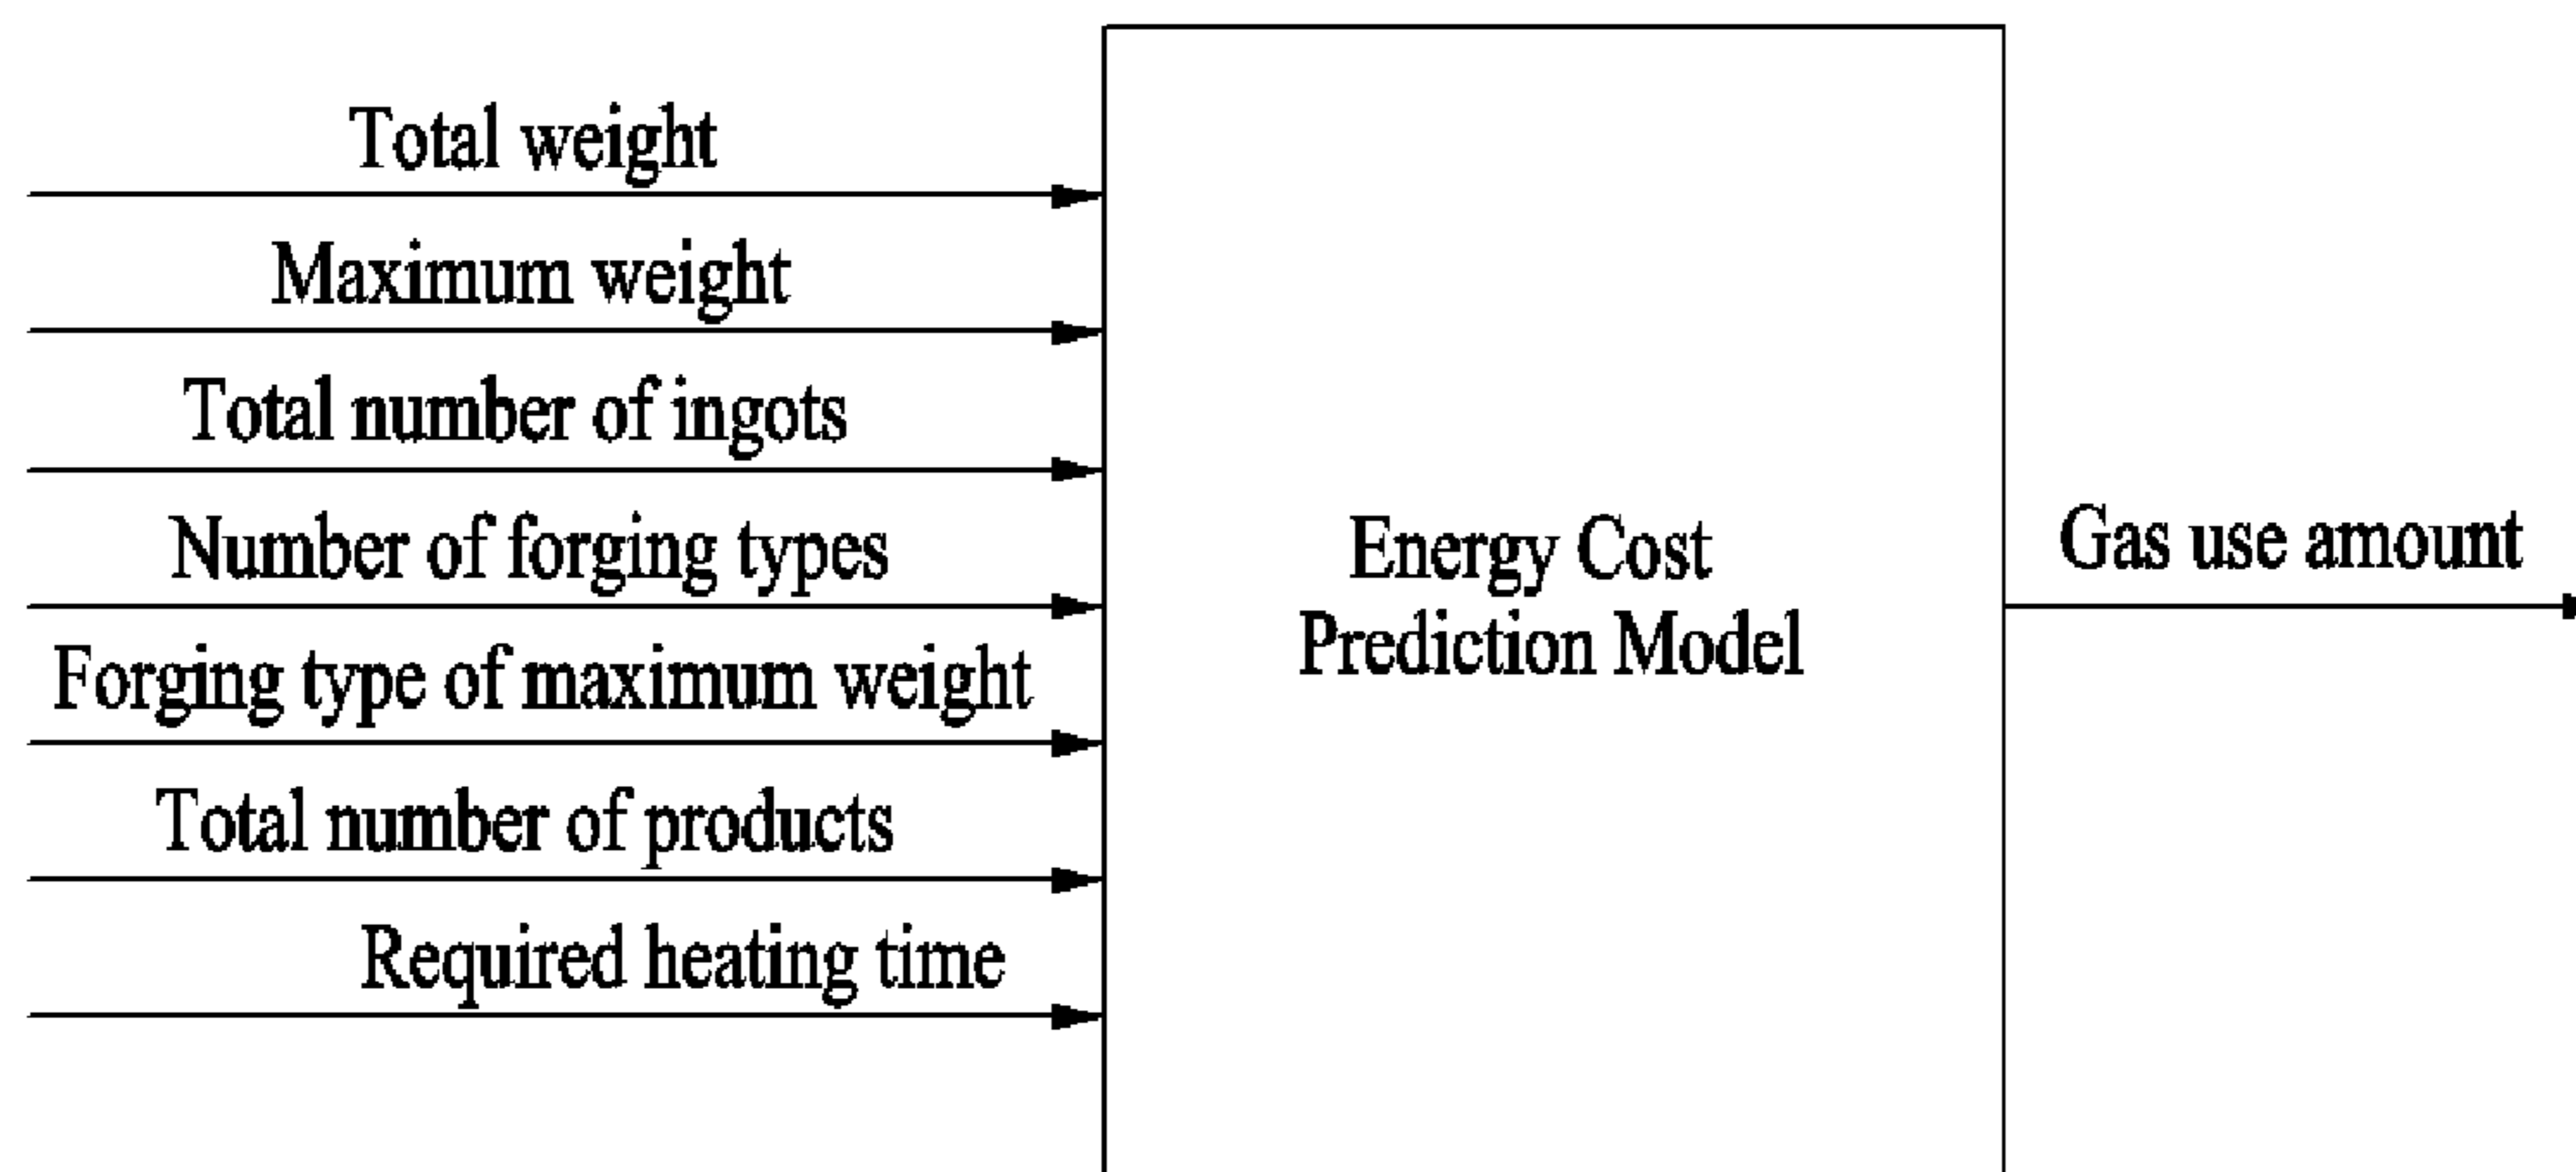 Total weight
Maximum weight
Total number of ingots
Number of forging types
Forging type of maximum weight
Total number of products
Required heating time
Energy Cost
Prediction Model
Gas use amount